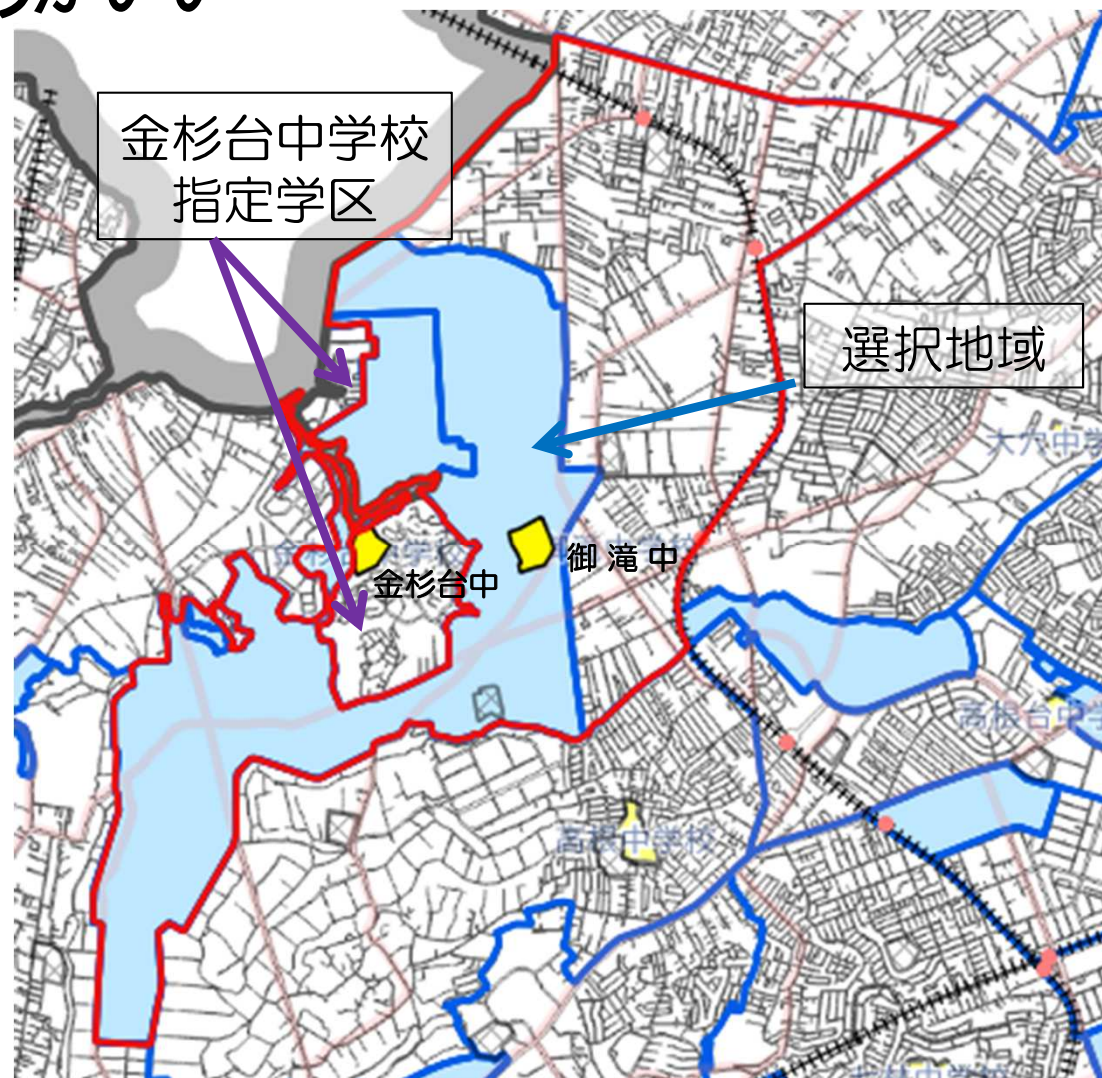 金杉台中学校
指定学区
選択地域
大穴中学
御滝中
金杉台中
高根台中学
高根中学校